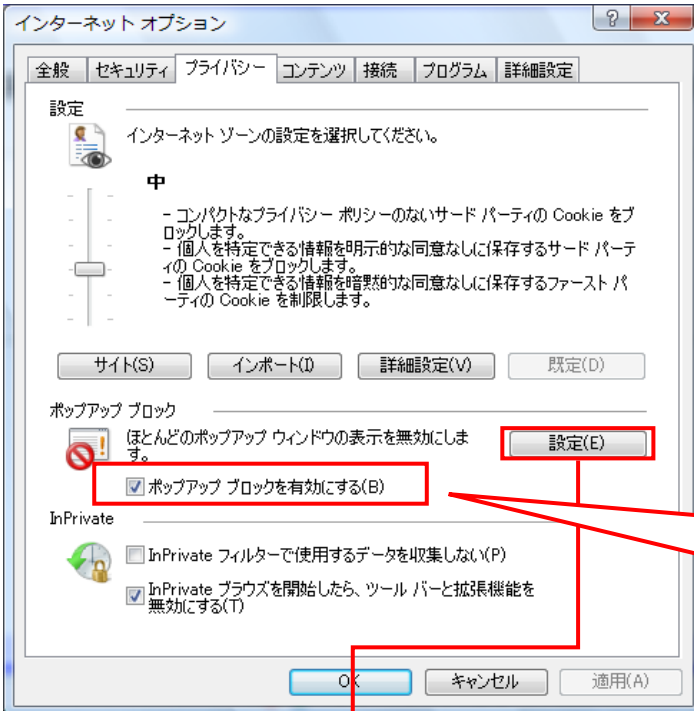 インターネット オプション
全般 セキュリティ プライバシー コンテンツ 接続 プログラム 詳細設定
設定
インターネット ゾーンの設定を選択してください。
中
- コンパクトなプライバシー ポリシーのないサード パーティの Cookie をブ
ロックします。
- 個人を特定できる情報を明示的な同意なしに保存するサード パーテ
ィの Cookie をブロックします。
- 個人を特定できる情報を暗黙的な同意なしに保存するファースト パ
ーティの Cookie を制限します。
サイト(S) インポート(I) 詳細設定(V) 既定(D)
ポップアップ ブロック
ほとんどのポップアップ ウィンドウの表示を無効にしま
す。
設定(E)
ポップアップ ブロックを有効にする(B)
InPrivate
InPrivate フィルターで使用するデータを収集しない(P)
InPrivate ブラウズを開始したら、ツール バーと拡張機能を
無効にする(T)
OK キャンセル 適用(A)